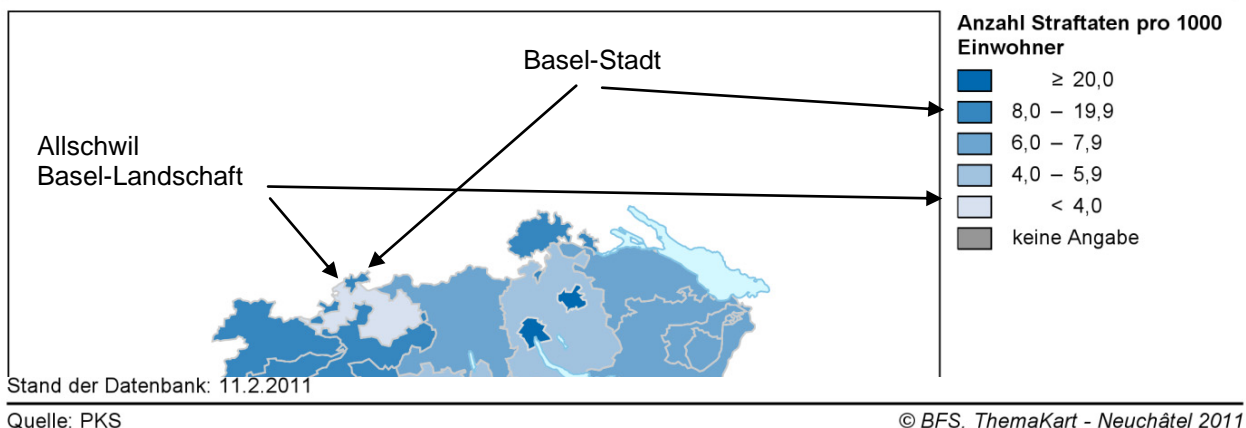 Anzahl Straftaten pro 1000
Einwohner
≥ 20,0
8,0 – 19,9
6,0 – 7,9
4,0 – 5,9
< 4,0
keine Angabe
Basel-Stadt
Allschwil
Basel-Landschaft
Stand der Datenbank: 11.2.2011
Quelle: PKS
© BFS, ThemaKart - Neuchâtel 2011